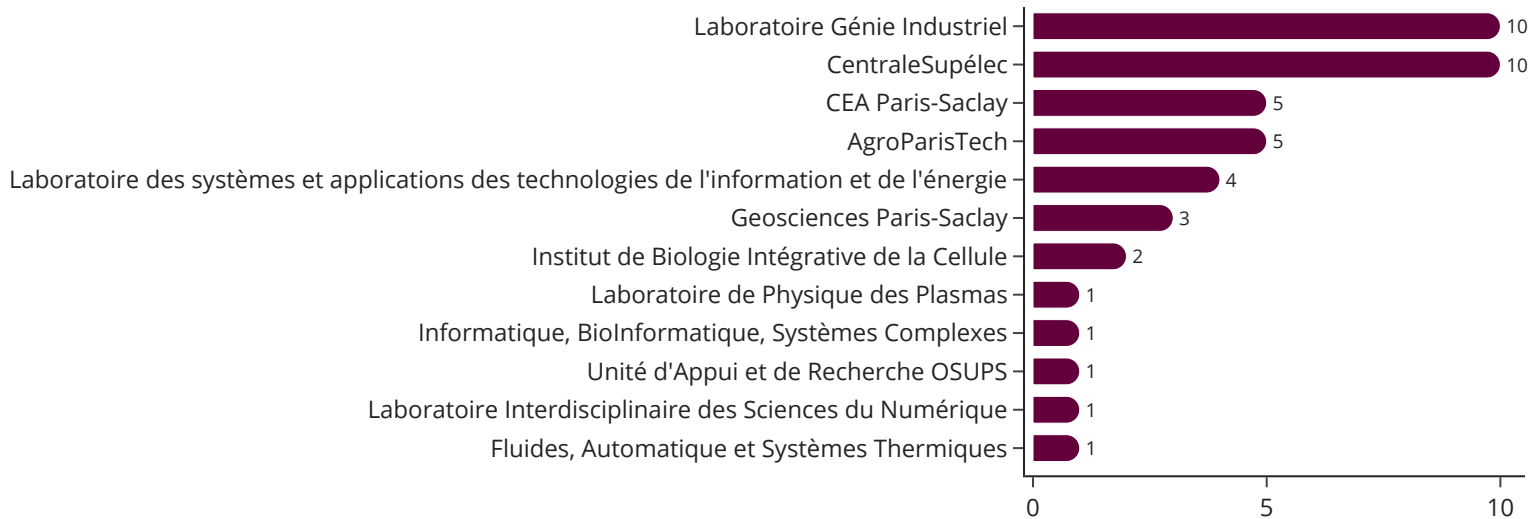 Laboratoire Génie Industriel 10
CentraleSupélec 10
CEA Paris-Saclay 5
AgroParisTech 5
Laboratoire des systèmes et applications des technologies de l'information et de l'énergie 4
Geosciences Paris-Saclay 3
Institut de Biologie Intégrative de la Cellule 2
Laboratoire de Physique des Plasmas 1
Informatique, BioInformatique, Systèmes Complexes 1
Unité d'Appui et de Recherche OSUPS 1
Laboratoire Interdisciplinaire des Sciences du Numérique 1
Fluides, Automatique et Systèmes Thermiques 1
0 5 10